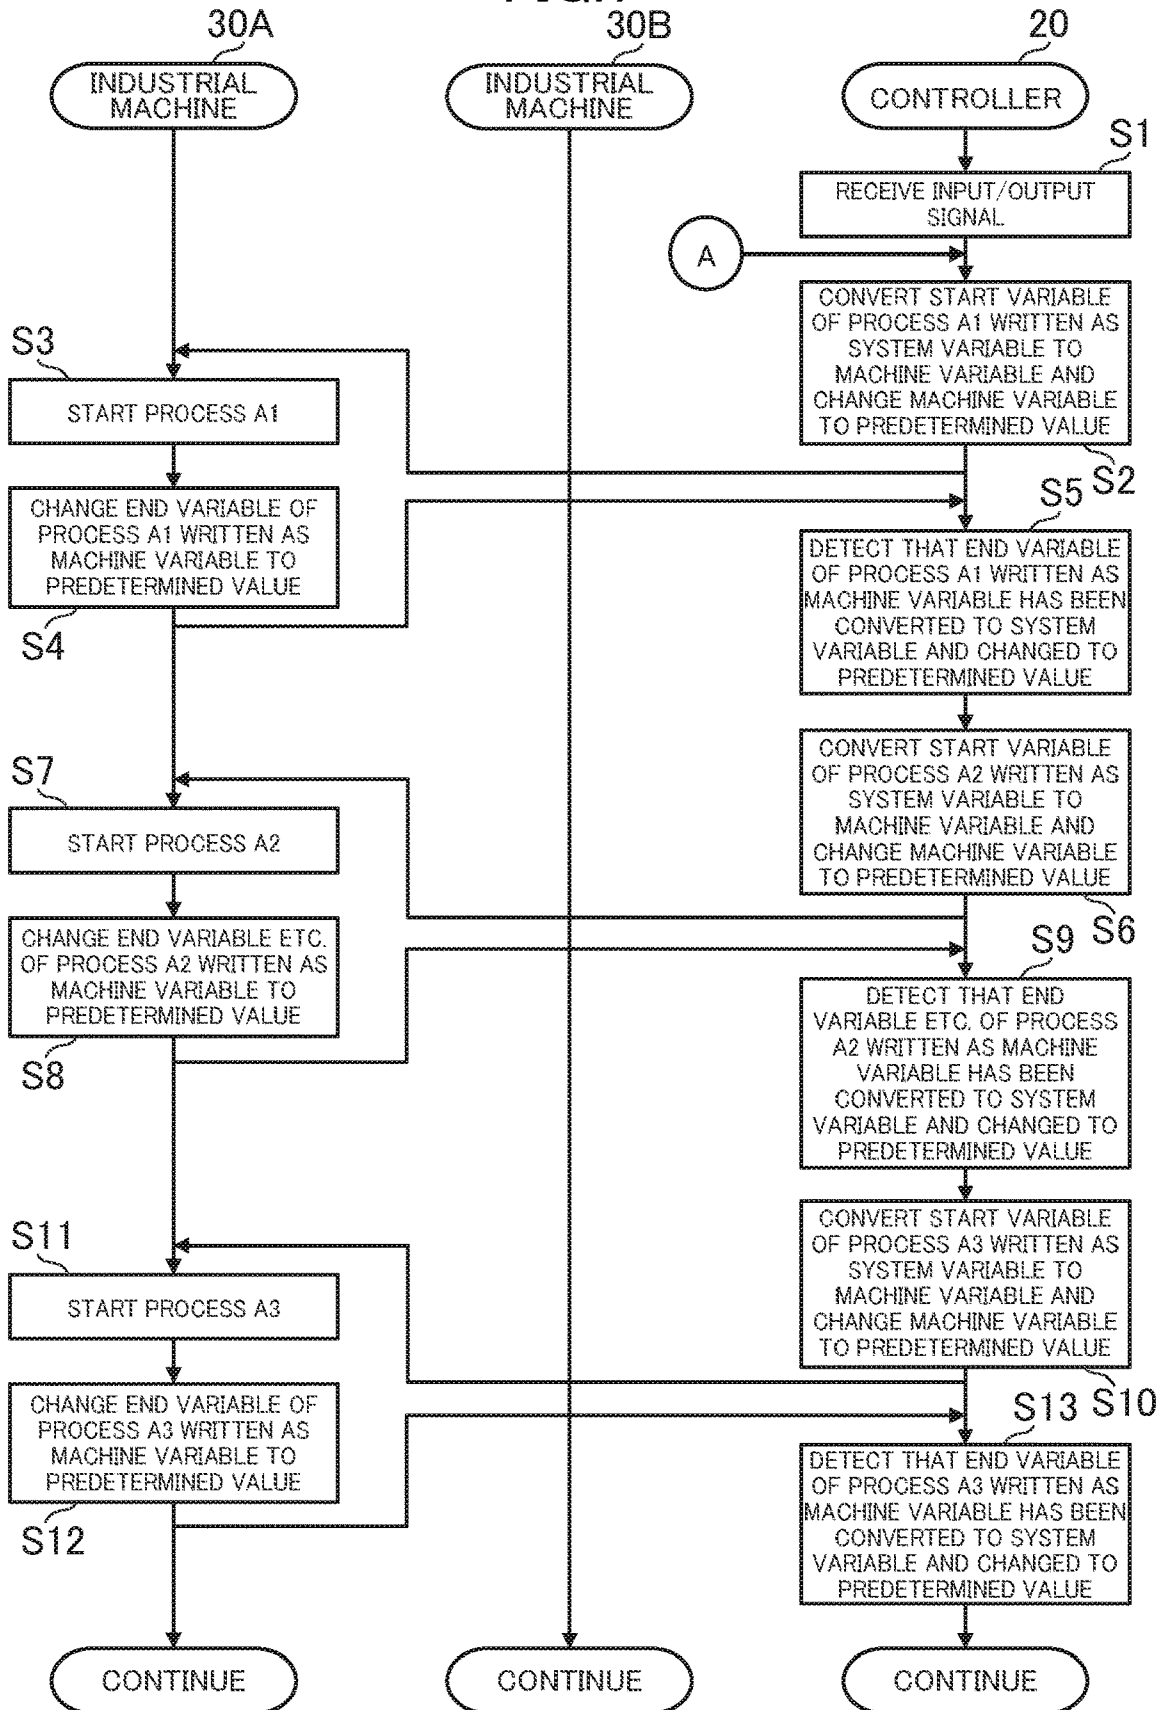 30A
30B
20
INDUSTRIAL
MACHINE
INDUSTRIAL
MACHINE
CONTROLLER
S1
RECEIVE INPUT/OUTPUT
SIGNAL
A
CONVERT START VARIABLE
OF PROCESS A1 WRITTEN AS
SYSTEM VARIABLE TO
MACHINE VARIABLE AND
CHANGE MACHINE VARIABLE
TO PREDETERMINED VALUE
S2
S3
START PROCESS A1
CHANGE END VARIABLE OF
PROCESS A1 WRITTEN AS
MACHINE VARIABLE TO
PREDETERMINED VALUE
S4
S5
DETECT THAT END VARIABLE
OF PROCESS A1 WRITTEN AS
MACHINE VARIABLE HAS BEEN
CONVERTED TO SYSTEM
VARIABLE AND CHANGED TO
PREDETERMINED VALUE
CONVERT START VARIABLE
OF PROCESS A2 WRITTEN AS
SYSTEM VARIABLE TO
MACHINE VARIABLE AND
CHANGE MACHINE VARIABLE
TO PREDETERMINED VALUE
S6
S7
START PROCESS A2
CHANGE END VARIABLE ETC.
OF PROCESS A2 WRITTEN AS
MACHINE VARIABLE TO
PREDETERMINED VALUE
S8
S9
DETECT THAT END
VARIABLE ETC. OF PROCESS
A2 WRITTEN AS MACHINE
VARIABLE HAS BEEN
CONVERTED TO SYSTEM
VARIABLE AND CHANGED TO
PREDETERMINED VALUE
CONVERT START VARIABLE
OF PROCESS A3 WRITTEN AS
SYSTEM VARIABLE TO
MACHINE VARIABLE AND
CHANGE MACHINE VARIABLE
TO PREDETERMINED VALUE
S10
S11
START PROCESS A3
CHANGE END VARIABLE OF
PROCESS A3 WRITTEN AS
MACHINE VARIABLE TO
PREDETERMINED VALUE
S12
S13
DETECT THAT END VARIABLE
OF PROCESS A3 WRITTEN AS
MACHINE VARIABLE HAS BEEN
CONVERTED TO SYSTEM
VARIABLE AND CHANGED TO
PREDETERMINED VALUE
CONTINUE
CONTINUE
CONTINUE